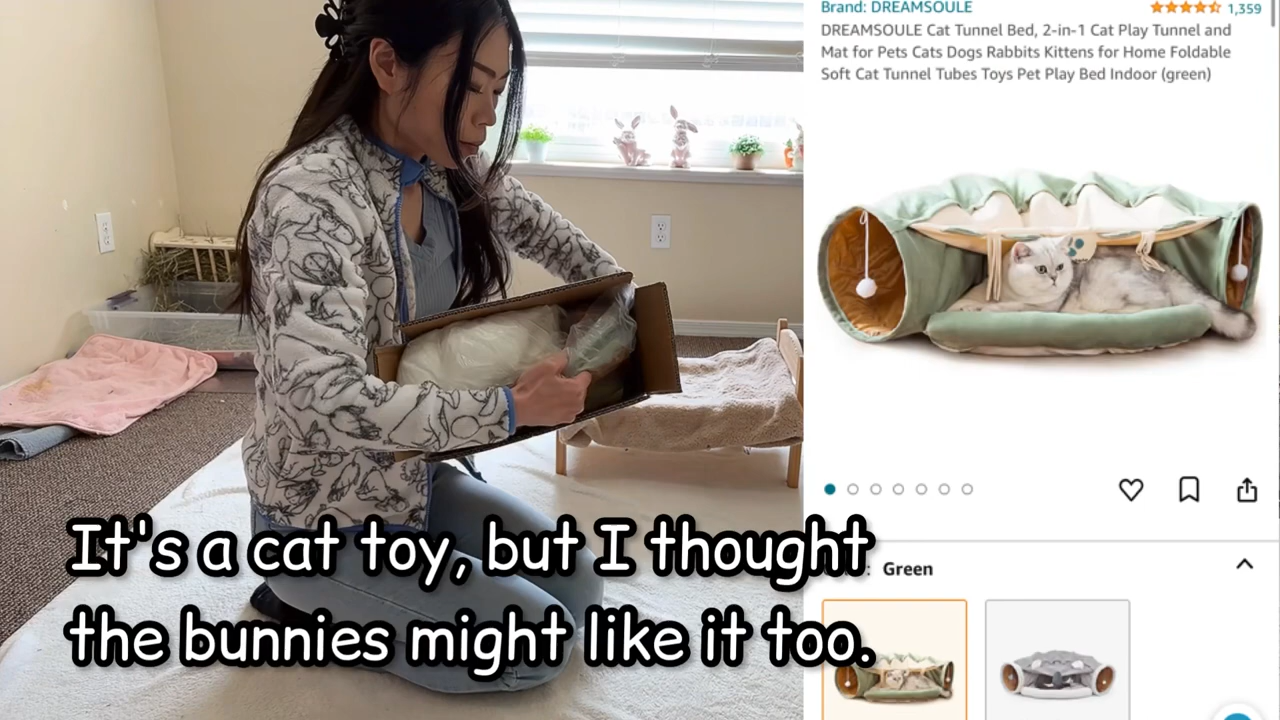 Brand: DREAMSOULE
1,359
DREAMSOULE Cat Tunnel Bed, 2-in-1 Cat Play Tunnel and
Mat for Pets Cats Dogs Rabbits Kittens for Home Foldable
Soft Cat Tunnel Tubes Toys Pet Play Bed Indoor (green)
It's a cat toy, but I thought
the bunnies might like it too.
Green